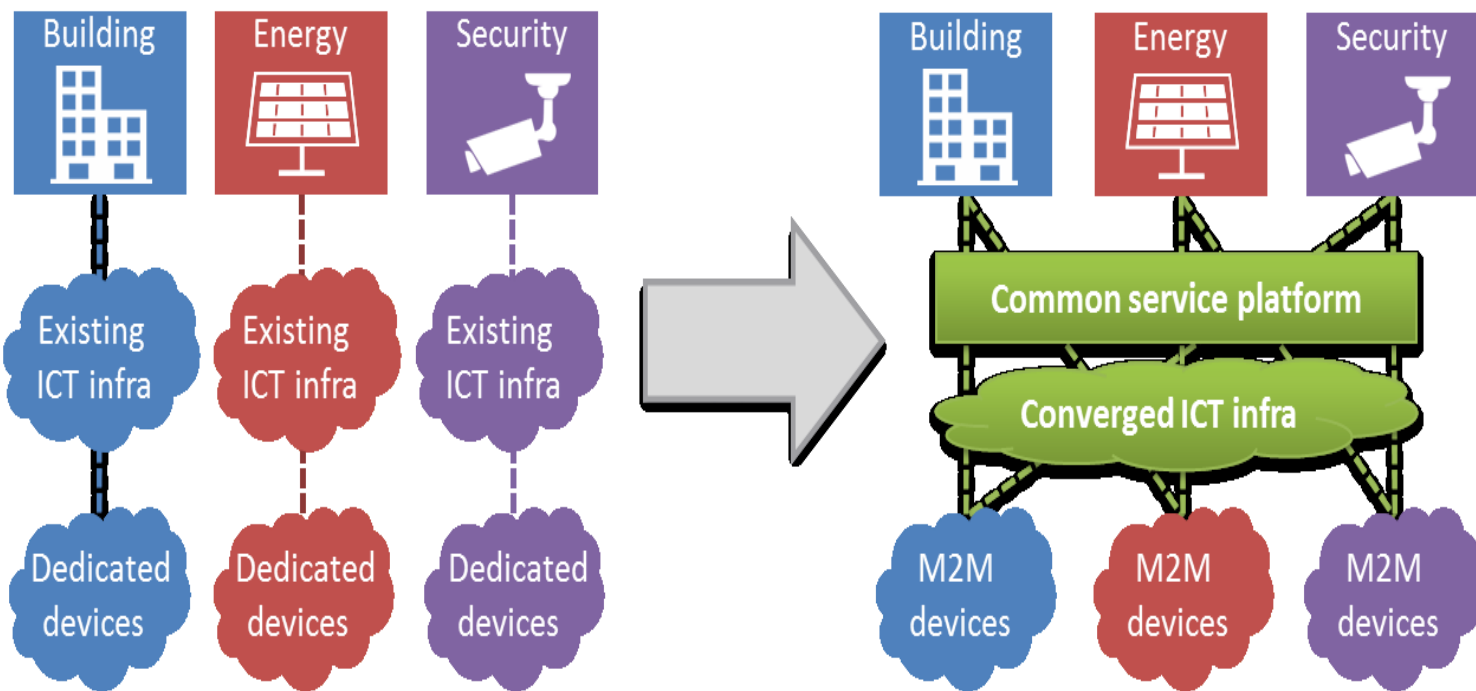 Building
Energy
Security
Existing
ICT infra
Existing
ICT infra
Existing
ICT infra
Dedicated
devices
Dedicated
devices
Dedicated
devices
Building
Energy
Security
Common service platform
Converged ICT infra
M2M
devices
M2M
devices
M2M
devices